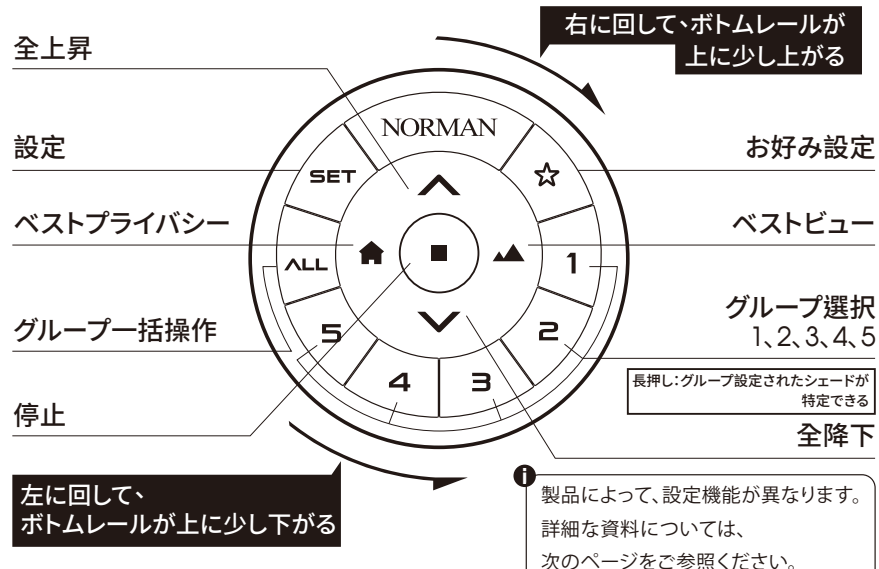 右に回して、ボトムレールが
上に少し上がる
全上昇
設定
ベストプライバシー
グループ一括操作
停止
NORMAN
SET
☆
ALL
1
5
2
4
3
お好み設定
ベストビュー
グループ選択
1、2、3、4、5
長押し:グループ設定されたシェードが
特定できる
全降下
左に回して、
ボトムレールが上に少し下がる
i
製品によって、設定機能が異なります。
詳細な資料については、
次のページをご参照ください。